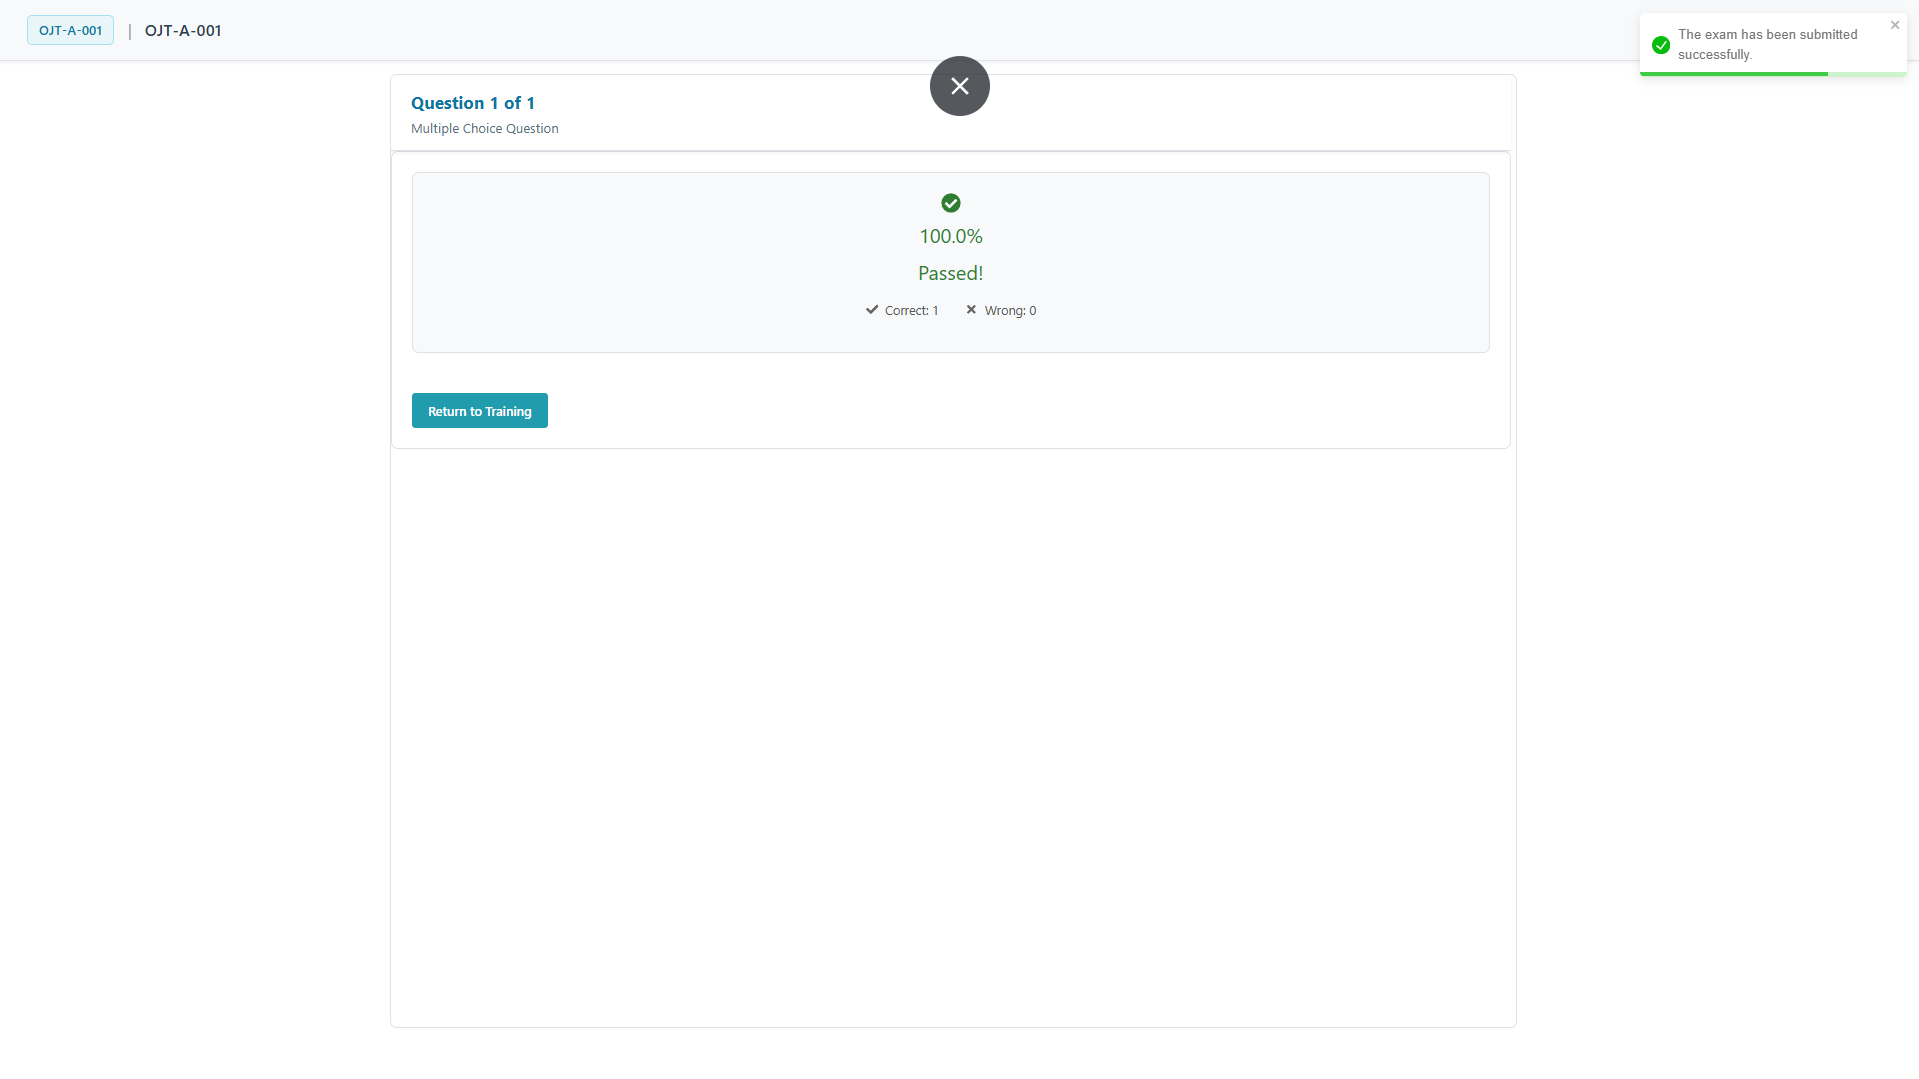 OJT-A-001 | OJT-A-001
The exam has been submitted
successfully.
Question 1 of 1
Multiple Choice Question
100.0%
Passed!
Correct: 1 Wrong: 0
Return to Training